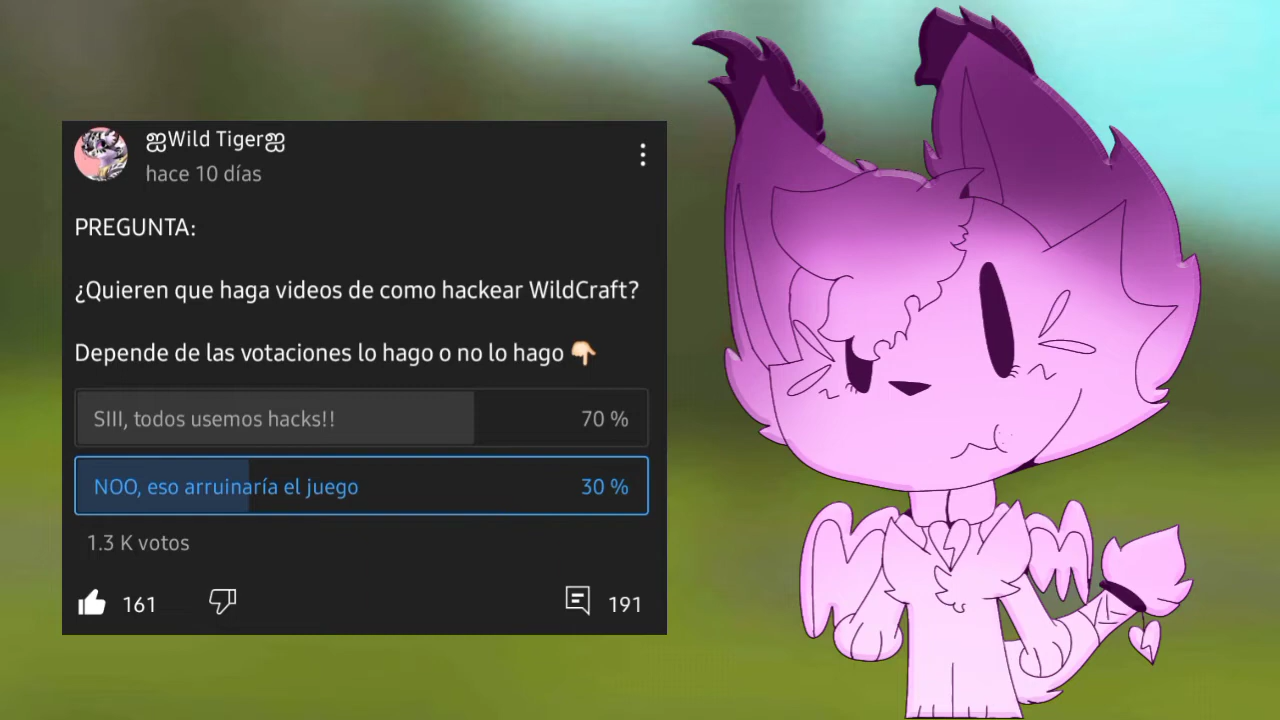 ஐWild Tigerஐ
hace 10 días
PREGUNTA:
¿Quieren que haga videos de como hackear WildCraft?
Depende de las votaciones lo hago o no lo hago 👇🏻
SIII, todos usemos hacks!! 70 %
NOO, eso arruinaría el juego 30 %
1.3 K votos
161 191